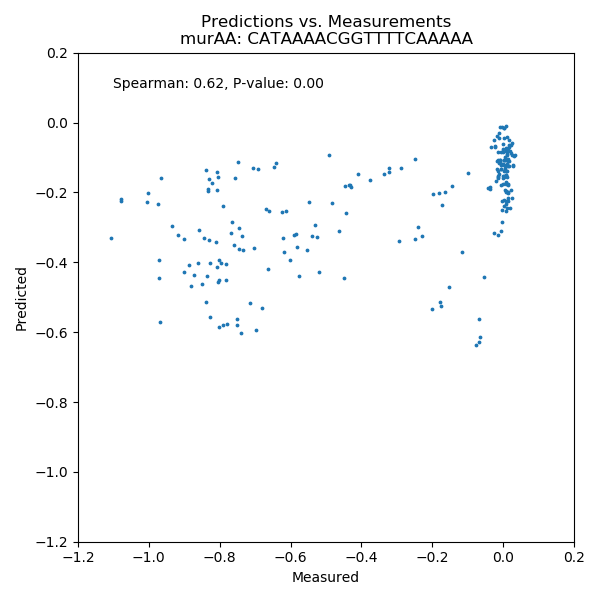 Predictions vs. Measurements
murAA: CATAAAACGGTTTTCAAAAA
Spearman: 0.62, P-value: 0.00
0.2
0.0
−0.2
−0.4
−0.6
−0.8
−1.0
−1.2
Predicted
−1.2 −1.0 −0.8 −0.6 −0.4 −0.2 0.0 0.2
Measured